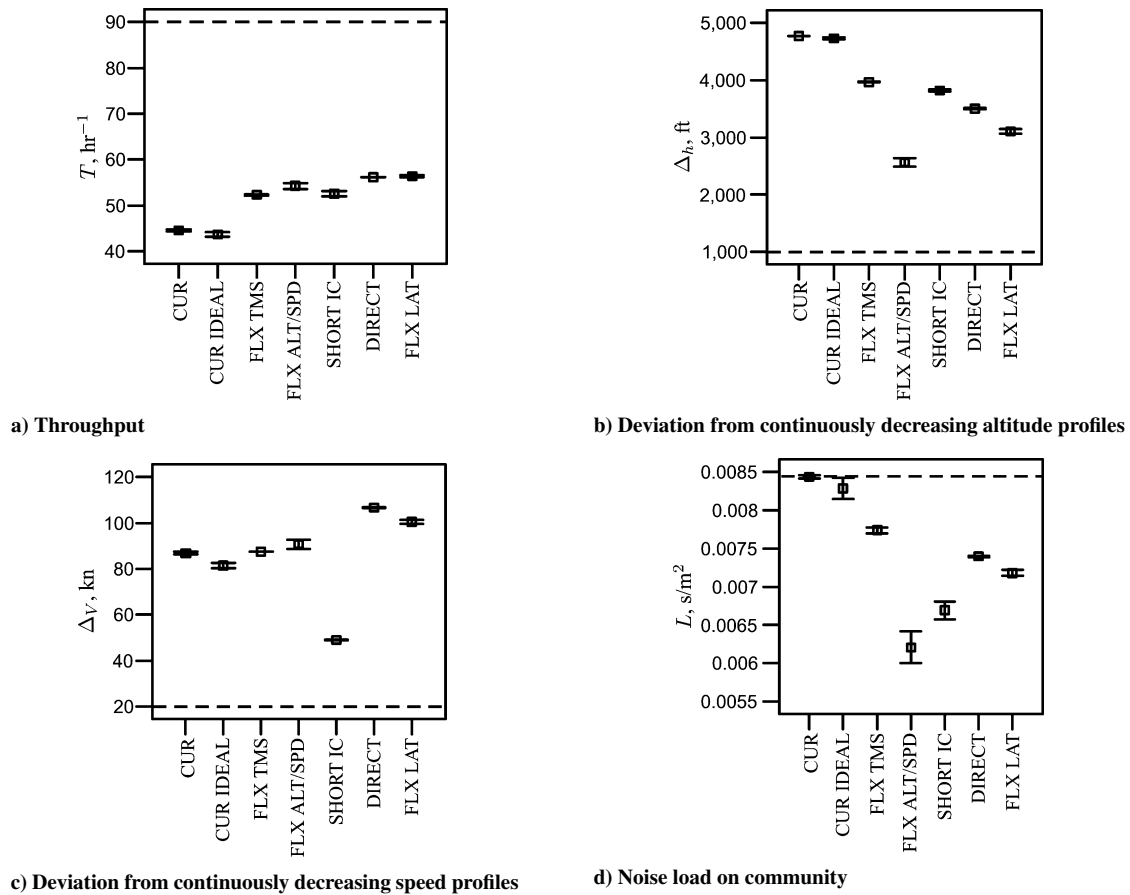 90
80
70
60
50
40
T, hr⁻¹
CUR
CUR IDEAL
FLX TMS
FLX ALT/SPD
SHORT IC
DIRECT
FLX LAT
a) Throughput
5,000
4,000
3,000
2,000
1,000
Δh, ft
CUR
CUR IDEAL
FLX TMS
FLX ALT/SPD
SHORT IC
DIRECT
FLX LAT
b) Deviation from continuously decreasing altitude profiles
120
100
80
60
40
20
ΔV, kn
CUR
CUR IDEAL
FLX TMS
FLX ALT/SPD
SHORT IC
DIRECT
FLX LAT
c) Deviation from continuously decreasing speed profiles
0.0085
0.008
0.0075
0.007
0.0065
0.006
0.0055
L, s/m²
CUR
CUR IDEAL
FLX TMS
FLX ALT/SPD
SHORT IC
DIRECT
FLX LAT
d) Noise load on community